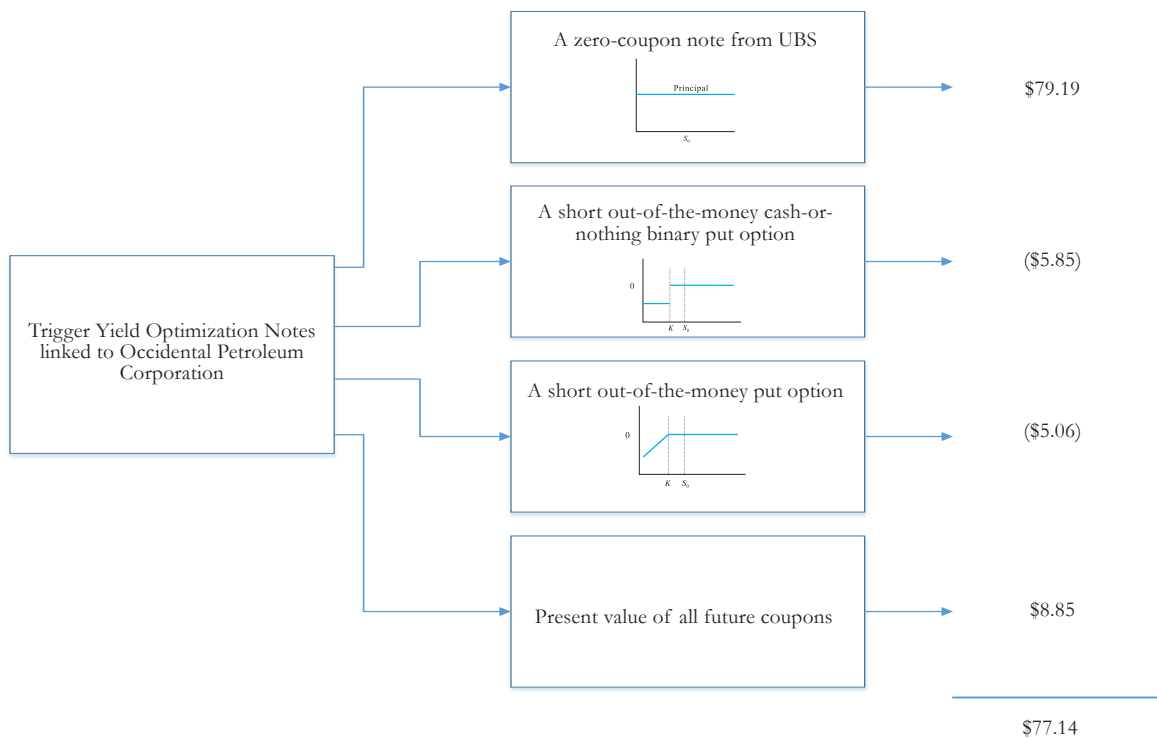 A zero-coupon note from UBS
Principal
S0
$79.19
A short out-of-the-money cash-or-
nothing binary put option
0
K S0
($5.85)
Trigger Yield Optimization Notes
linked to Occidental Petroleum
Corporation
A short out-of-the-money put option
0
K S0
($5.06)
Present value of all future coupons
$8.85
$77.14